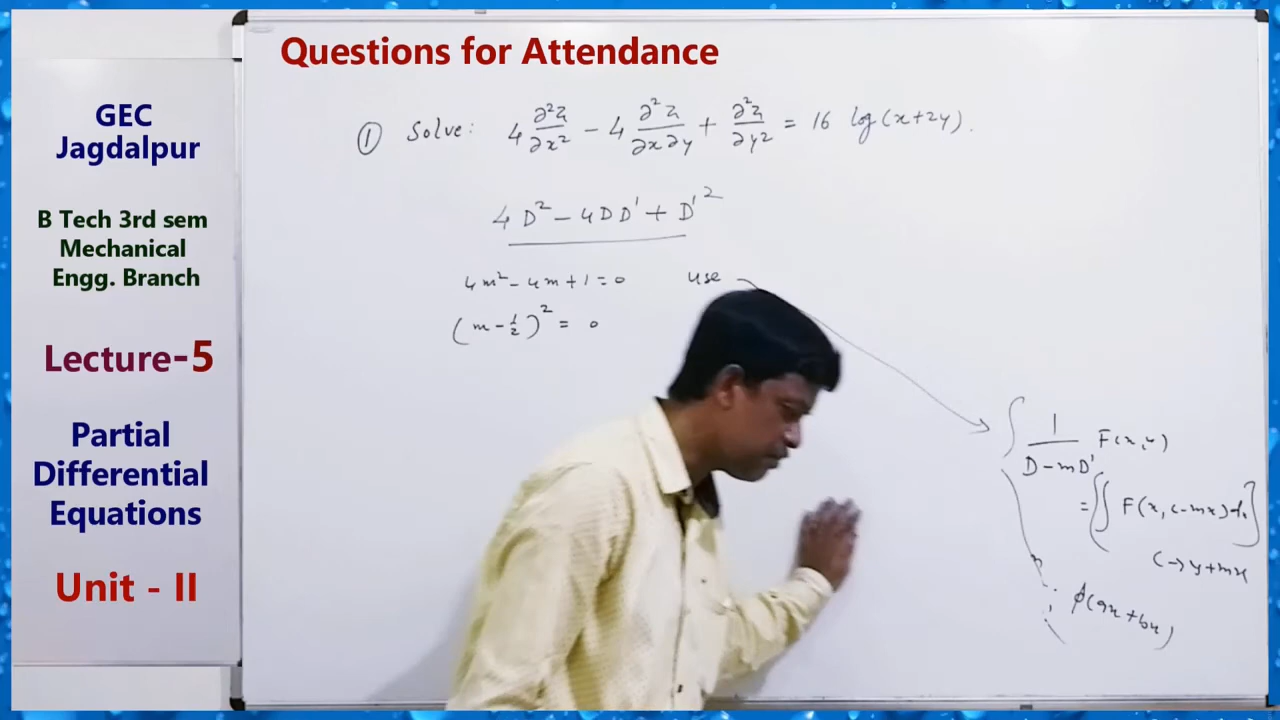 Questions for Attendance
GEC
Jagdalpur
B Tech 3rd sem
Mechanical
Engg. Branch
Lecture-5
Partial
Differential
Equations
Unit - II
① Solve: 4 ∂²z/∂x² - 4 ∂²z/∂x∂y + ∂²z/∂y² = 16 log(x+2y).
4D² - 4DD' + D'²
4m² - 4m + 1 = 0 use
(m - 1/2)² = 0
1/(D-mD') F(x,y)
= [∫ F(x, c-mx) dx]
c → y+mx